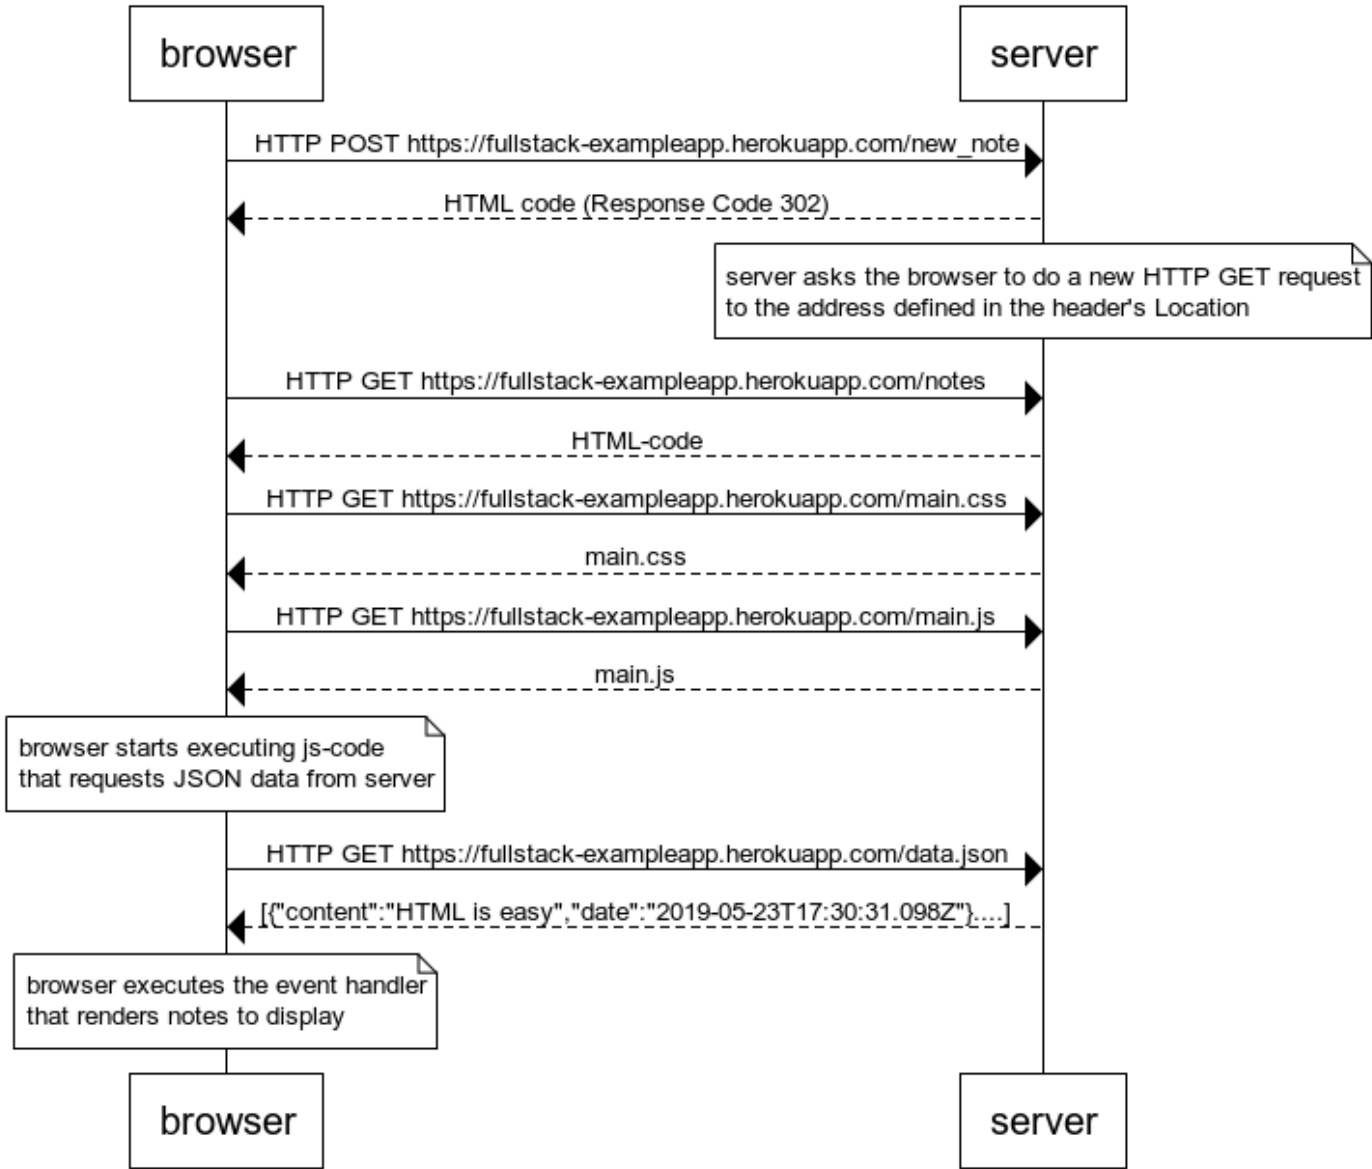 browser
server
HTTP POST https://fullstack-exampleapp.herokuapp.com/new_note
HTML code (Response Code 302)
server asks the browser to do a new HTTP GET request
to the address defined in the header's Location
HTTP GET https://fullstack-exampleapp.herokuapp.com/notes
HTML-code
HTTP GET https://fullstack-exampleapp.herokuapp.com/main.css
main.css
HTTP GET https://fullstack-exampleapp.herokuapp.com/main.js
main.js
browser starts executing js-code
that requests JSON data from server
HTTP GET https://fullstack-exampleapp.herokuapp.com/data.json
[{"content":"HTML is easy","date":"2019-05-23T17:30:31.098Z"}....]
browser executes the event handler
that renders notes to display
browser
server